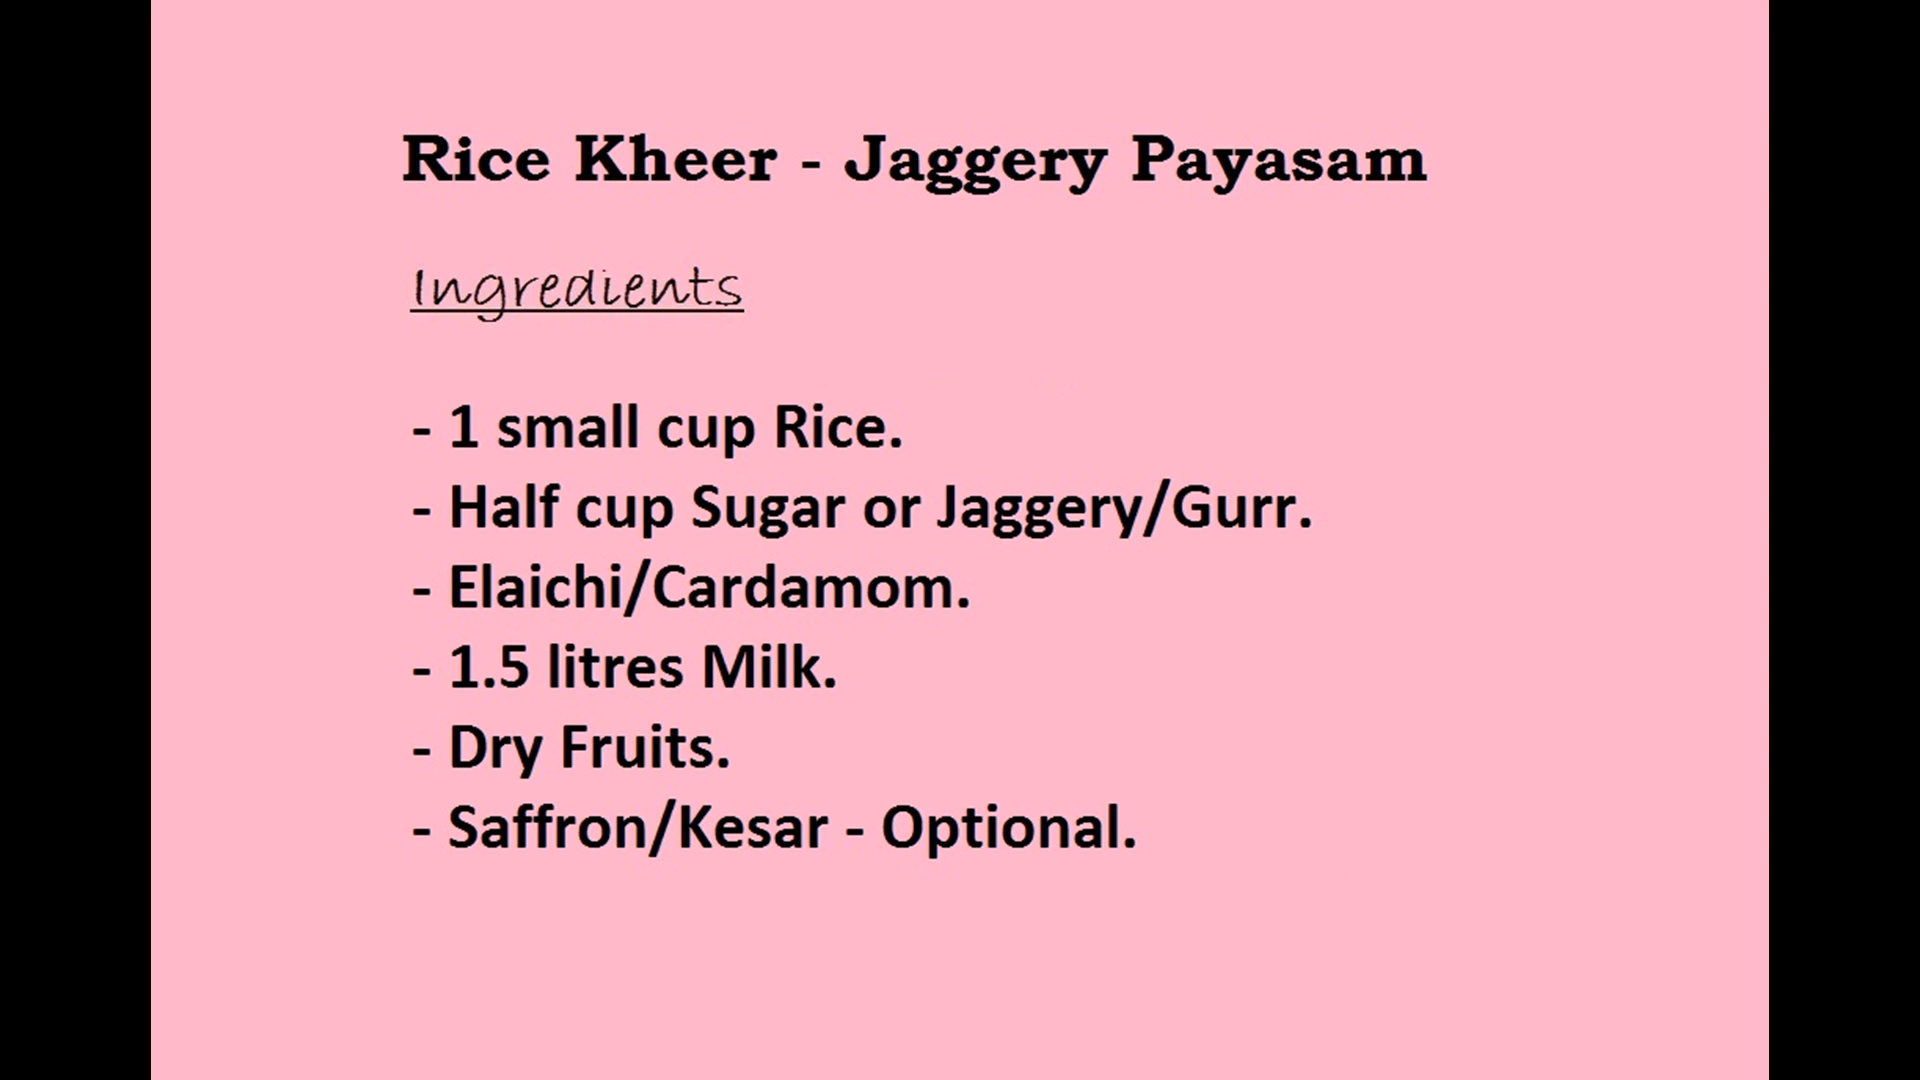 Rice Kheer - Jaggery Payasam
Ingredients
- 1 small cup Rice.
- Half cup Sugar or Jaggery/Gurr.
- Elaichi/Cardamom.
- 1.5 litres Milk.
- Dry Fruits.
- Saffron/Kesar - Optional.